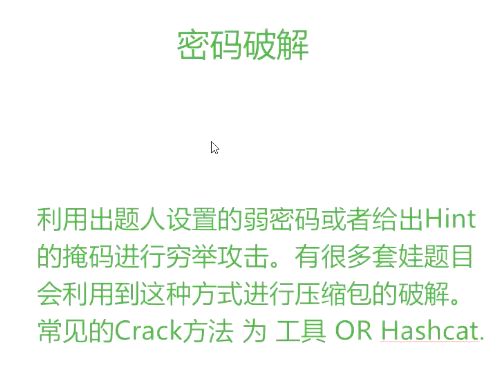 密码破解
利用出题人设置的弱密码或者给出Hint
的掩码进行穷举攻击。有很多套娃题目
会利用到这种方式进行压缩包的破解。
常见的Crack方法 为 工具 OR Hashcat.